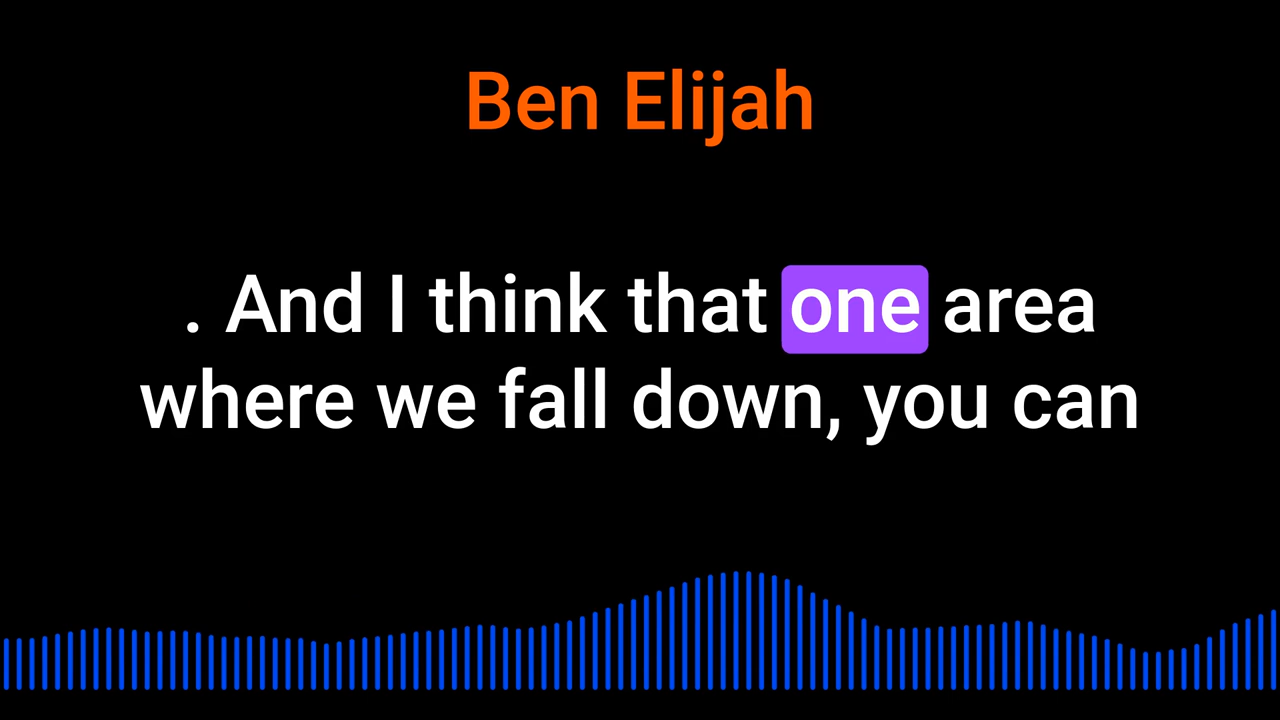 Ben Elijah
. And I think that one area
where we fall down, you can